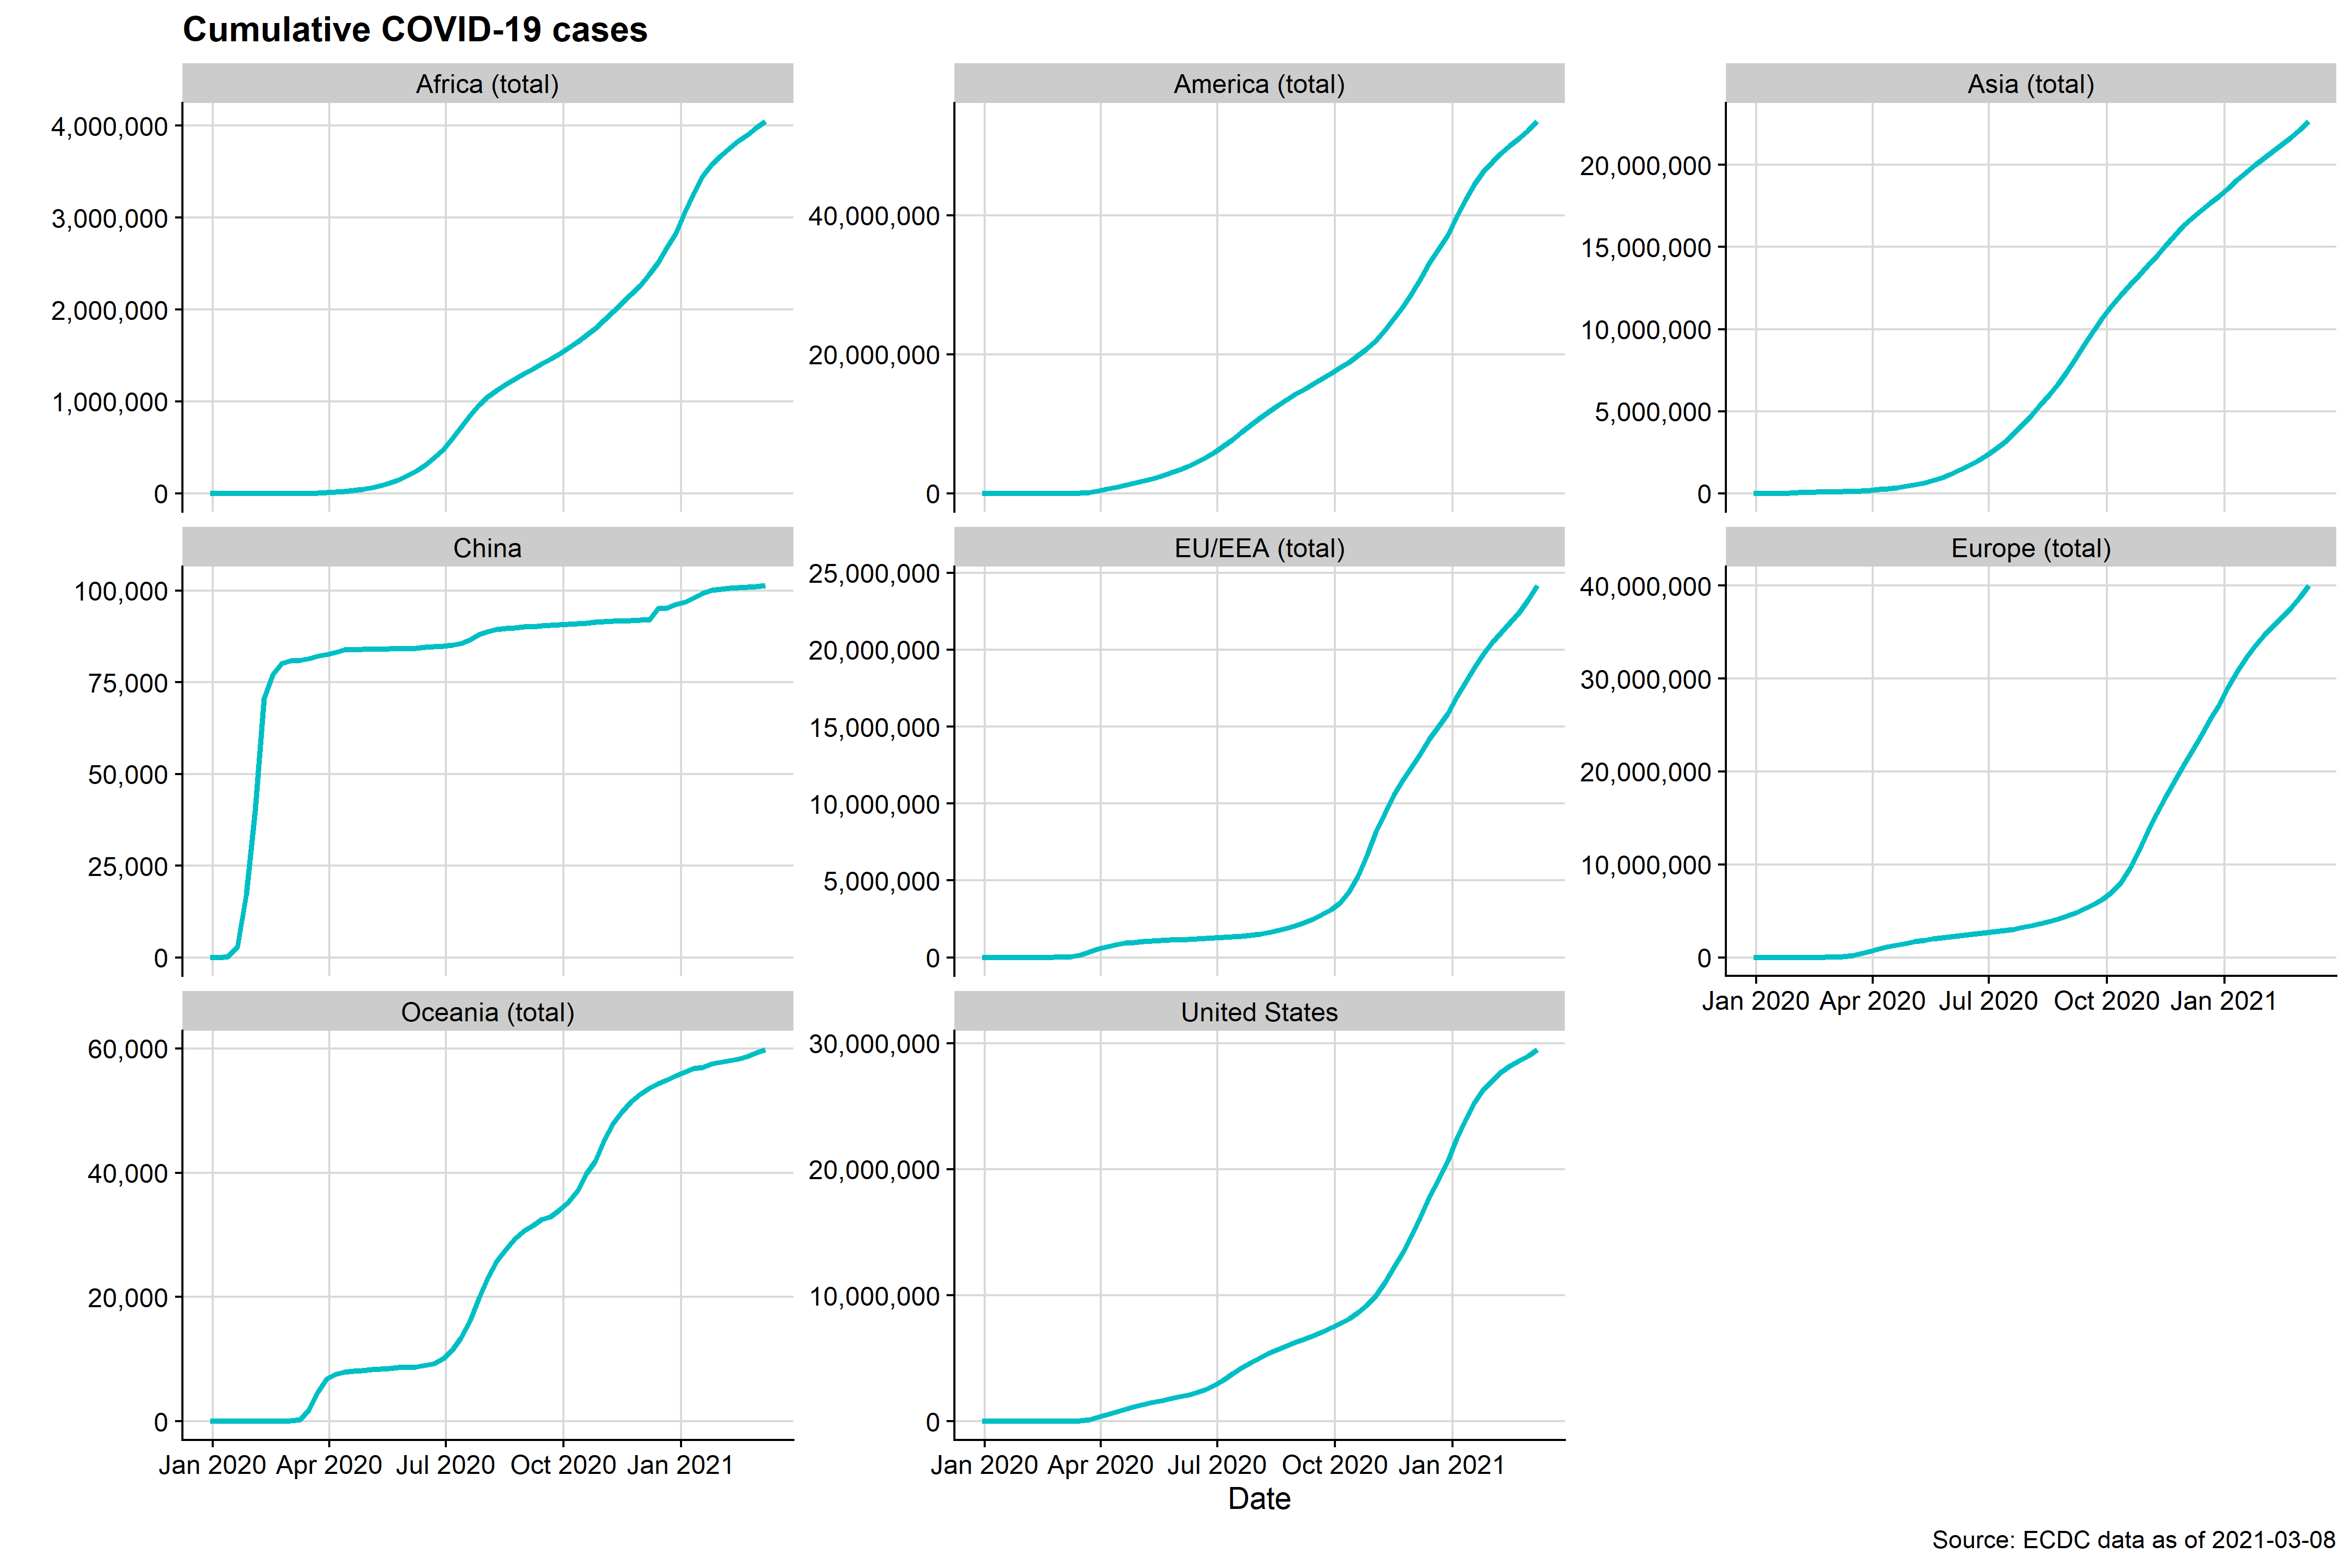 Cumulative COVID-19 cases
Africa (total)
4,000,000
3,000,000
2,000,000
1,000,000
0
America (total)
40,000,000
20,000,000
0
Asia (total)
20,000,000
15,000,000
10,000,000
5,000,000
0
China
100,000
75,000
50,000
25,000
0
EU/EEA (total)
25,000,000
20,000,000
15,000,000
10,000,000
5,000,000
0
Europe (total)
40,000,000
30,000,000
20,000,000
10,000,000
0
Jan 2020 Apr 2020 Jul 2020 Oct 2020 Jan 2021
Oceania (total)
60,000
40,000
20,000
0
Jan 2020 Apr 2020 Jul 2020 Oct 2020 Jan 2021
United States
30,000,000
20,000,000
10,000,000
0
Jan 2020 Apr 2020 Jul 2020 Oct 2020 Jan 2021
Date
Source: ECDC data as of 2021-03-08